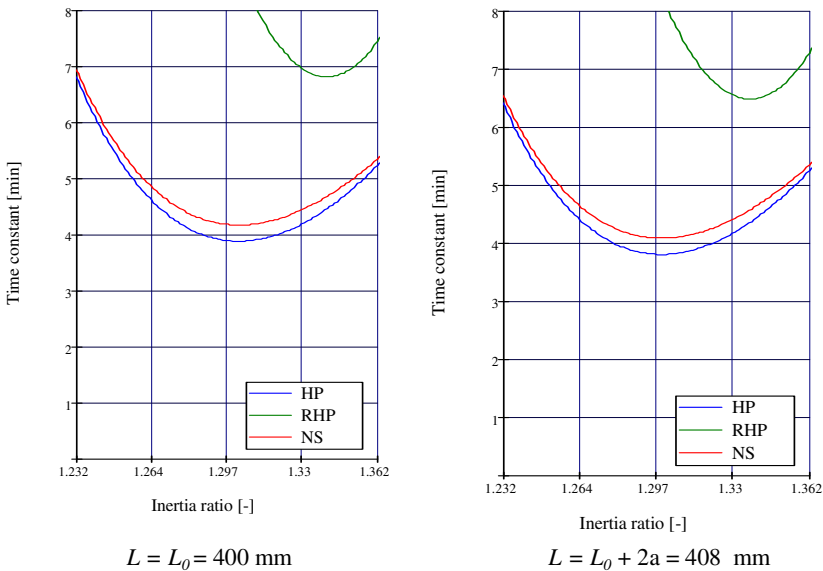 8
7
6
5
4
3
2
1
Time constant [min]
HP
RHP
NS
1.232 1.264 1.297 1.33 1.362
Inertia ratio [-]
L = L0 = 400 mm
8
7
6
5
4
3
2
1
Time constant [min]
HP
RHP
NS
1.232 1.264 1.297 1.33 1.362
Inertia ratio [-]
L = L0 + 2a = 408 mm